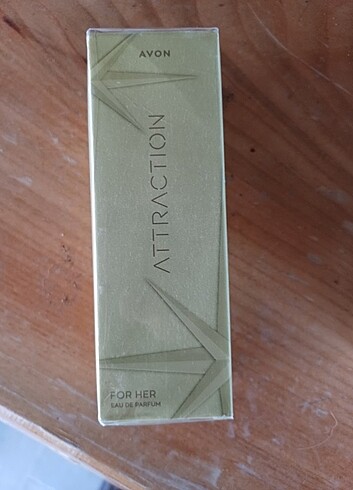 AVON
ATTRACTION
FOR HER
EAU DE PARFUM